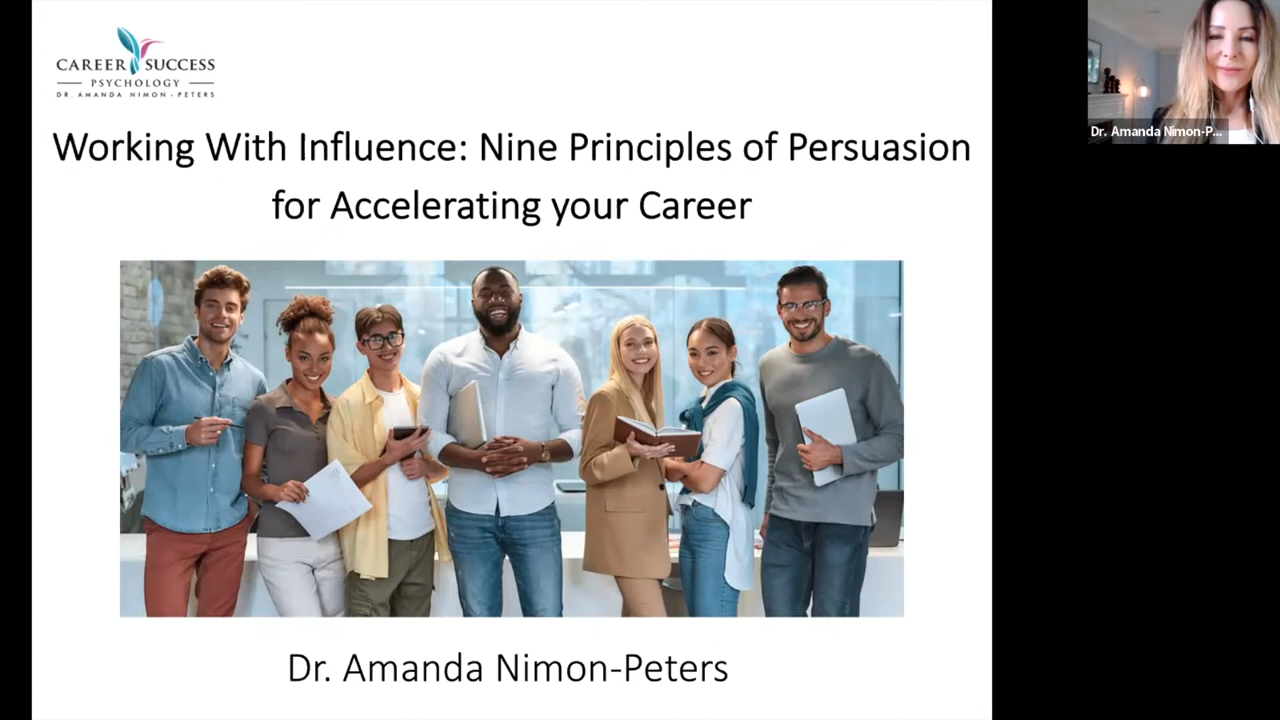 CAREER SUCCESS
PSYCHOLOGY
DR. AMANDA NIMON-PETERS
Working With Influence: Nine Principles of Persuasion
for Accelerating your Career
Dr. Amanda Nimon-Peters
Dr. Amanda Nimon-P...